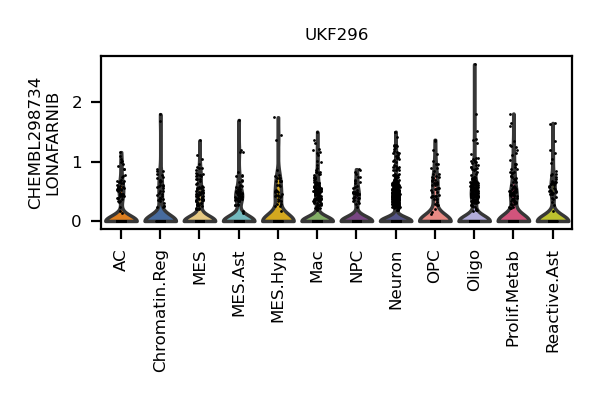 UKF296
CHEMBL298734
LONAFARNIB
2
1
0
AC
Chromatin.Reg
MES
MES.Ast
MES.Hyp
Mac
NPC
Neuron
OPC
Oligo
Prolif.Metab
Reactive.Ast